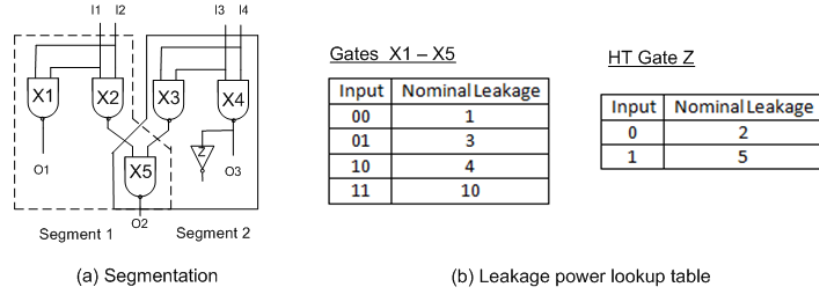 I1 I2 I3 I4
X1 X2 X3 X4
Z
X5
O1 O3
O2
Segment 1 Segment 2
(a) Segmentation
Gates X1 – X5
Input Nominal Leakage
00 1
01 3
10 4
11 10
HT Gate Z
Input Nominal Leakage
0 2
1 5
(b) Leakage power lookup table